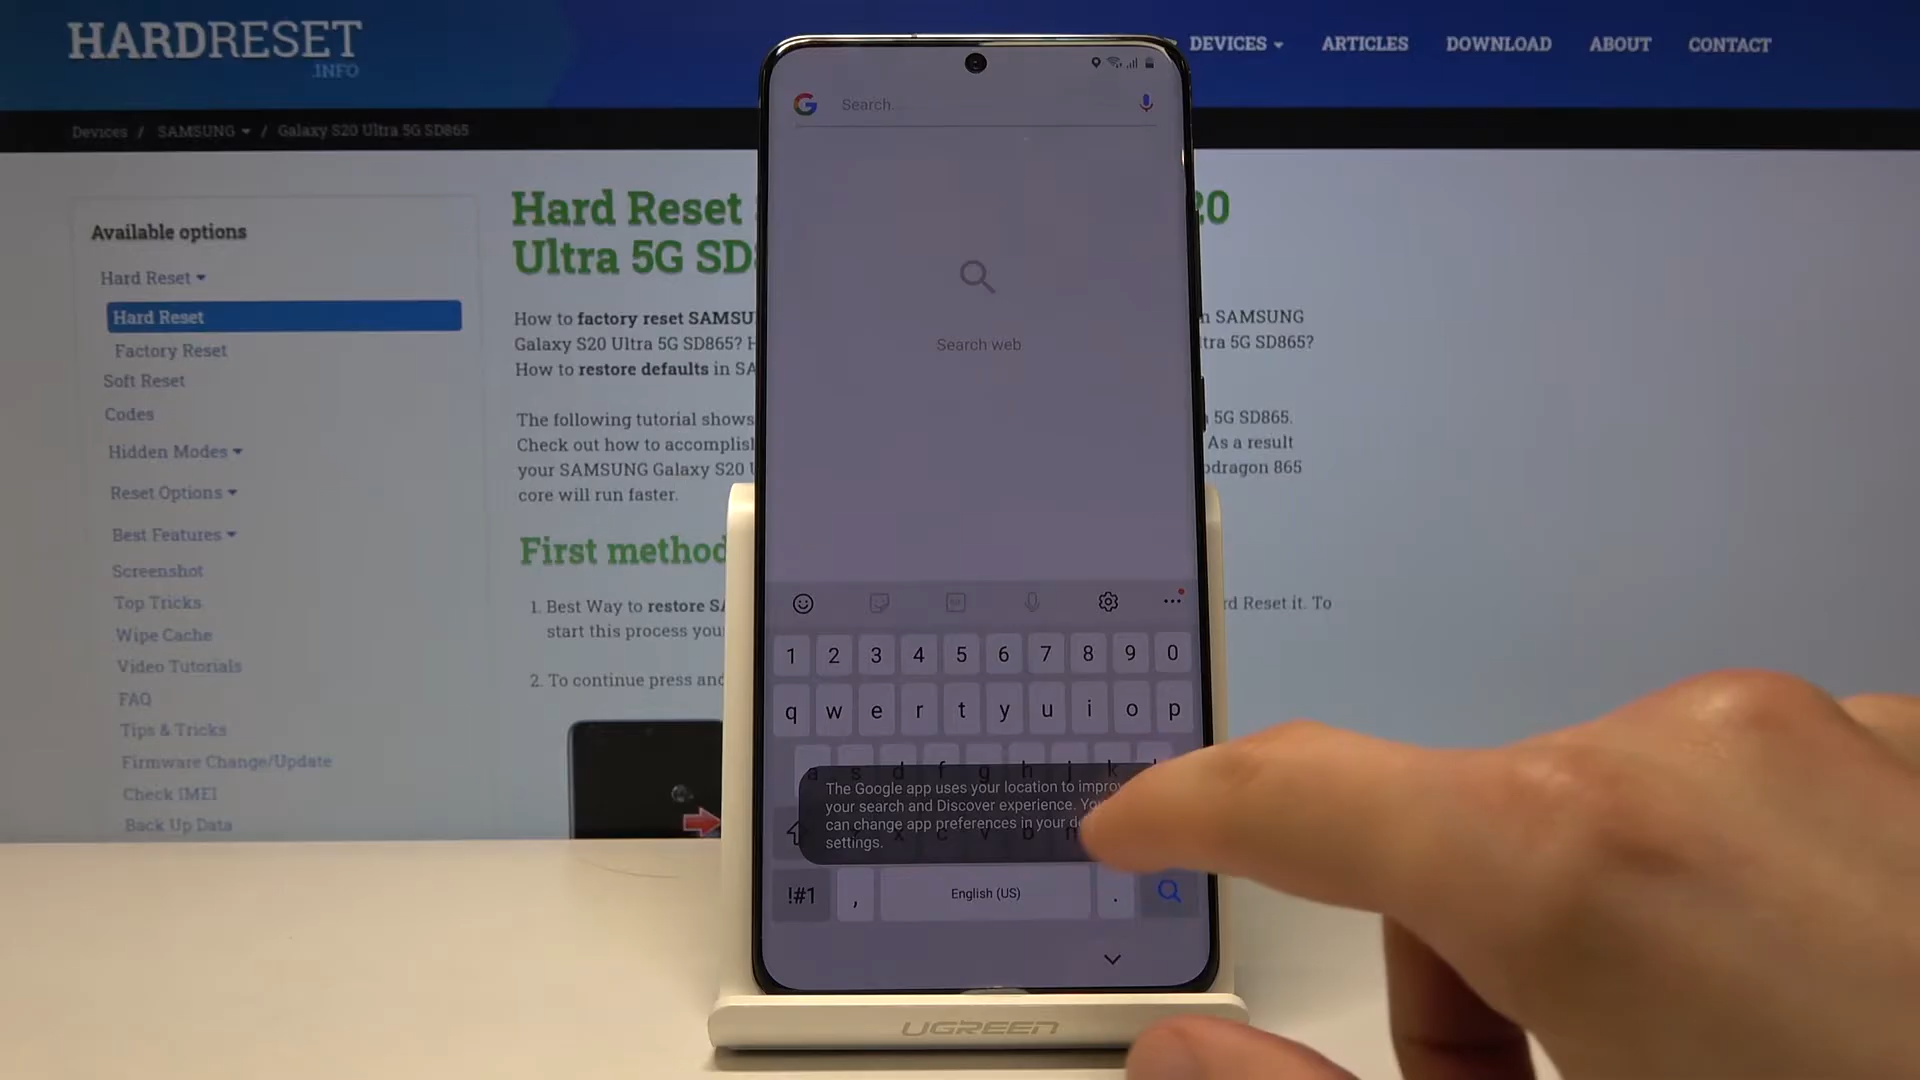 HARDRESET
.INFO
DEVICES
ARTICLES
DOWNLOAD
ABOUT
CONTACT
Devices / SAMSUNG / Galaxy S20 Ultra 5G SD865
Available options
Hard Reset
Hard Reset
Factory Reset
Soft Reset
Codes
Hidden Modes
Reset Options
Best Features
Screenshot
Top Tricks
Wipe Cache
Video Tutorials
FAQ
Tips & Tricks
Firmware Change/Update
Check IMEI
Back Up Data
Hard Reset 20
Ultra 5G SD8
How to factory reset SAMSU n SAMSUNG
Galaxy S20 Ultra 5G SD865? H tra 5G SD865?
How to restore defaults in SA
The following tutorial shows 5G SD865.
Check out how to accomplis As a result
your SAMSUNG Galaxy S20 U pdragon 865
core will run faster.
First method
1. Best Way to restore SA rd Reset it. To
start this process you
2. To continue press and
Search...
Search web
1 2 3 4 5 6 7 8 9 0
q w e r t y u i o p
a s d f g h j k
The Google app uses your location to improv
your search and Discover experience. You
can change app preferences in your de
settings.
!#1 , English (US) .
UGREEN